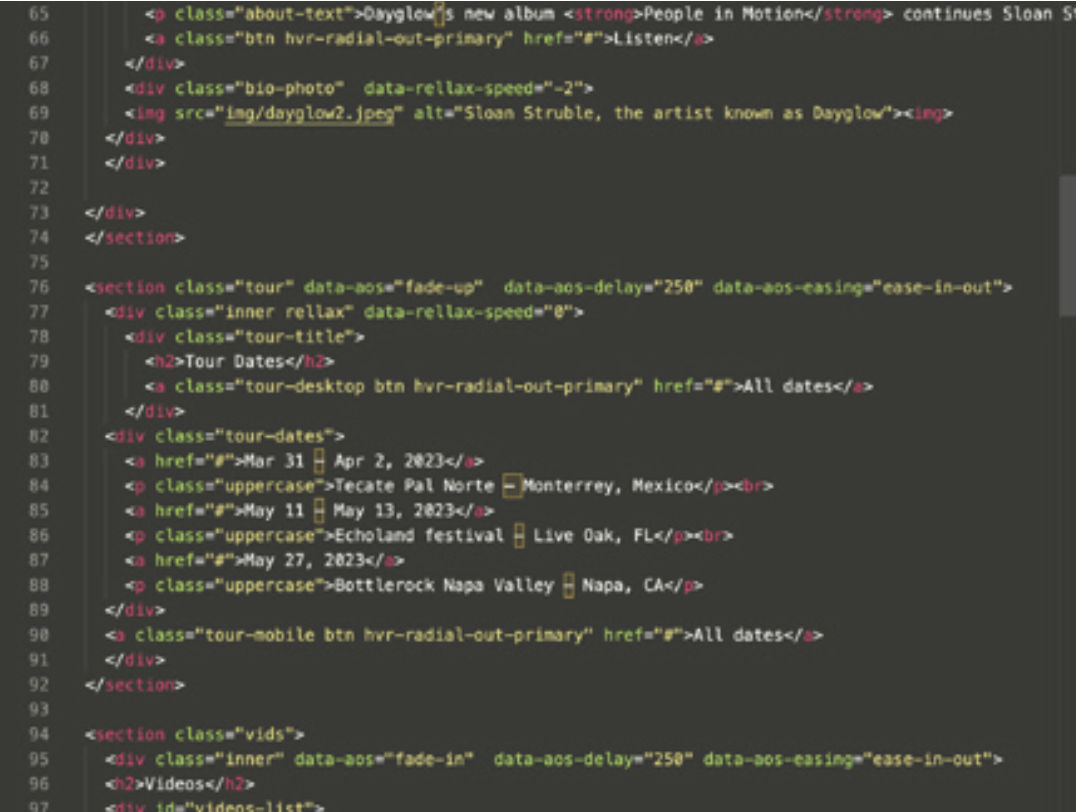 65 <p class="about-text">Dayglow’s new album <strong>People in Motion</strong> continues Sloan S
66 <a class="btn hvr-radial-out-primary" href="#">Listen</a>
67 </div>
68 <div class="bio-photo"  data-rellax-speed="-2">
69 <img src="img/dayglow2.jpeg" alt="Sloan Struble, the artist known as Dayglow"><img>
70 </div>
71 </div>
72
73 </div>
74 </section>
75
76 <section class="tour" data-aos="fade-up"  data-aos-delay="250" data-aos-easing="ease-in-out">
77 <div class="inner rellax" data-rellax-speed="0">
78 <div class="tour-title">
79 <h2>Tour Dates</h2>
80 <a class="tour-desktop btn hvr-radial-out-primary" href="#">All dates</a>
81 </div>
82 <div class="tour-dates">
83 <a href="#">Mar 31 – Apr 2, 2023</a>
84 <p class="uppercase">Tecate Pal Norte — Monterrey, Mexico</p><br>
85 <a href="#">May 11 – May 13, 2023</a>
86 <p class="uppercase">Echoland festival – Live Oak, FL</p><br>
87 <a href="#">May 27, 2023</a>
88 <p class="uppercase">Bottlerock Napa Valley – Napa, CA</p>
89 </div>
90 <a class="tour-mobile btn hvr-radial-out-primary" href="#">All dates</a>
91 </div>
92 </section>
93
94 <section class="vids">
95 <div class="inner" data-aos="fade-in"  data-aos-delay="250" data-aos-easing="ease-in-out">
96 <h2>Videos</h2>
97 <div id="videos-list">